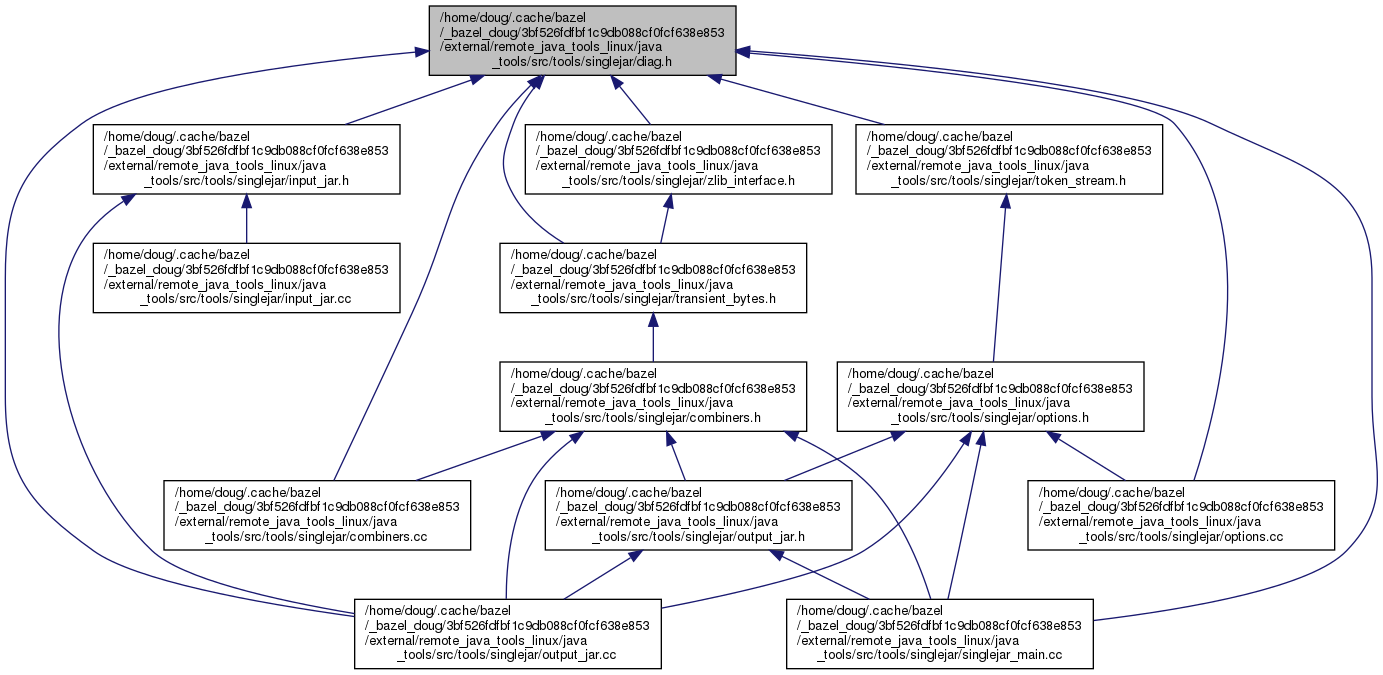 /home/doug/.cache/bazel
/_bazel_doug/3bf526fdfbf1c9db088cf0fcf638e853
/external/remote_java_tools_linux/java
_tools/src/tools/singlejar/diag.h
/home/doug/.cache/bazel
/_bazel_doug/3bf526fdfbf1c9db088cf0fcf638e853
/external/remote_java_tools_linux/java
_tools/src/tools/singlejar/input_jar.h
/home/doug/.cache/bazel
/_bazel_doug/3bf526fdfbf1c9db088cf0fcf638e853
/external/remote_java_tools_linux/java
_tools/src/tools/singlejar/zlib_interface.h
/home/doug/.cache/bazel
/_bazel_doug/3bf526fdfbf1c9db088cf0fcf638e853
/external/remote_java_tools_linux/java
_tools/src/tools/singlejar/token_stream.h
/home/doug/.cache/bazel
/_bazel_doug/3bf526fdfbf1c9db088cf0fcf638e853
/external/remote_java_tools_linux/java
_tools/src/tools/singlejar/input_jar.cc
/home/doug/.cache/bazel
/_bazel_doug/3bf526fdfbf1c9db088cf0fcf638e853
/external/remote_java_tools_linux/java
_tools/src/tools/singlejar/transient_bytes.h
/home/doug/.cache/bazel
/_bazel_doug/3bf526fdfbf1c9db088cf0fcf638e853
/external/remote_java_tools_linux/java
_tools/src/tools/singlejar/combiners.h
/home/doug/.cache/bazel
/_bazel_doug/3bf526fdfbf1c9db088cf0fcf638e853
/external/remote_java_tools_linux/java
_tools/src/tools/singlejar/options.h
/home/doug/.cache/bazel
/_bazel_doug/3bf526fdfbf1c9db088cf0fcf638e853
/external/remote_java_tools_linux/java
_tools/src/tools/singlejar/combiners.cc
/home/doug/.cache/bazel
/_bazel_doug/3bf526fdfbf1c9db088cf0fcf638e853
/external/remote_java_tools_linux/java
_tools/src/tools/singlejar/output_jar.h
/home/doug/.cache/bazel
/_bazel_doug/3bf526fdfbf1c9db088cf0fcf638e853
/external/remote_java_tools_linux/java
_tools/src/tools/singlejar/options.cc
/home/doug/.cache/bazel
/_bazel_doug/3bf526fdfbf1c9db088cf0fcf638e853
/external/remote_java_tools_linux/java
_tools/src/tools/singlejar/output_jar.cc
/home/doug/.cache/bazel
/_bazel_doug/3bf526fdfbf1c9db088cf0fcf638e853
/external/remote_java_tools_linux/java
_tools/src/tools/singlejar/singlejar_main.cc